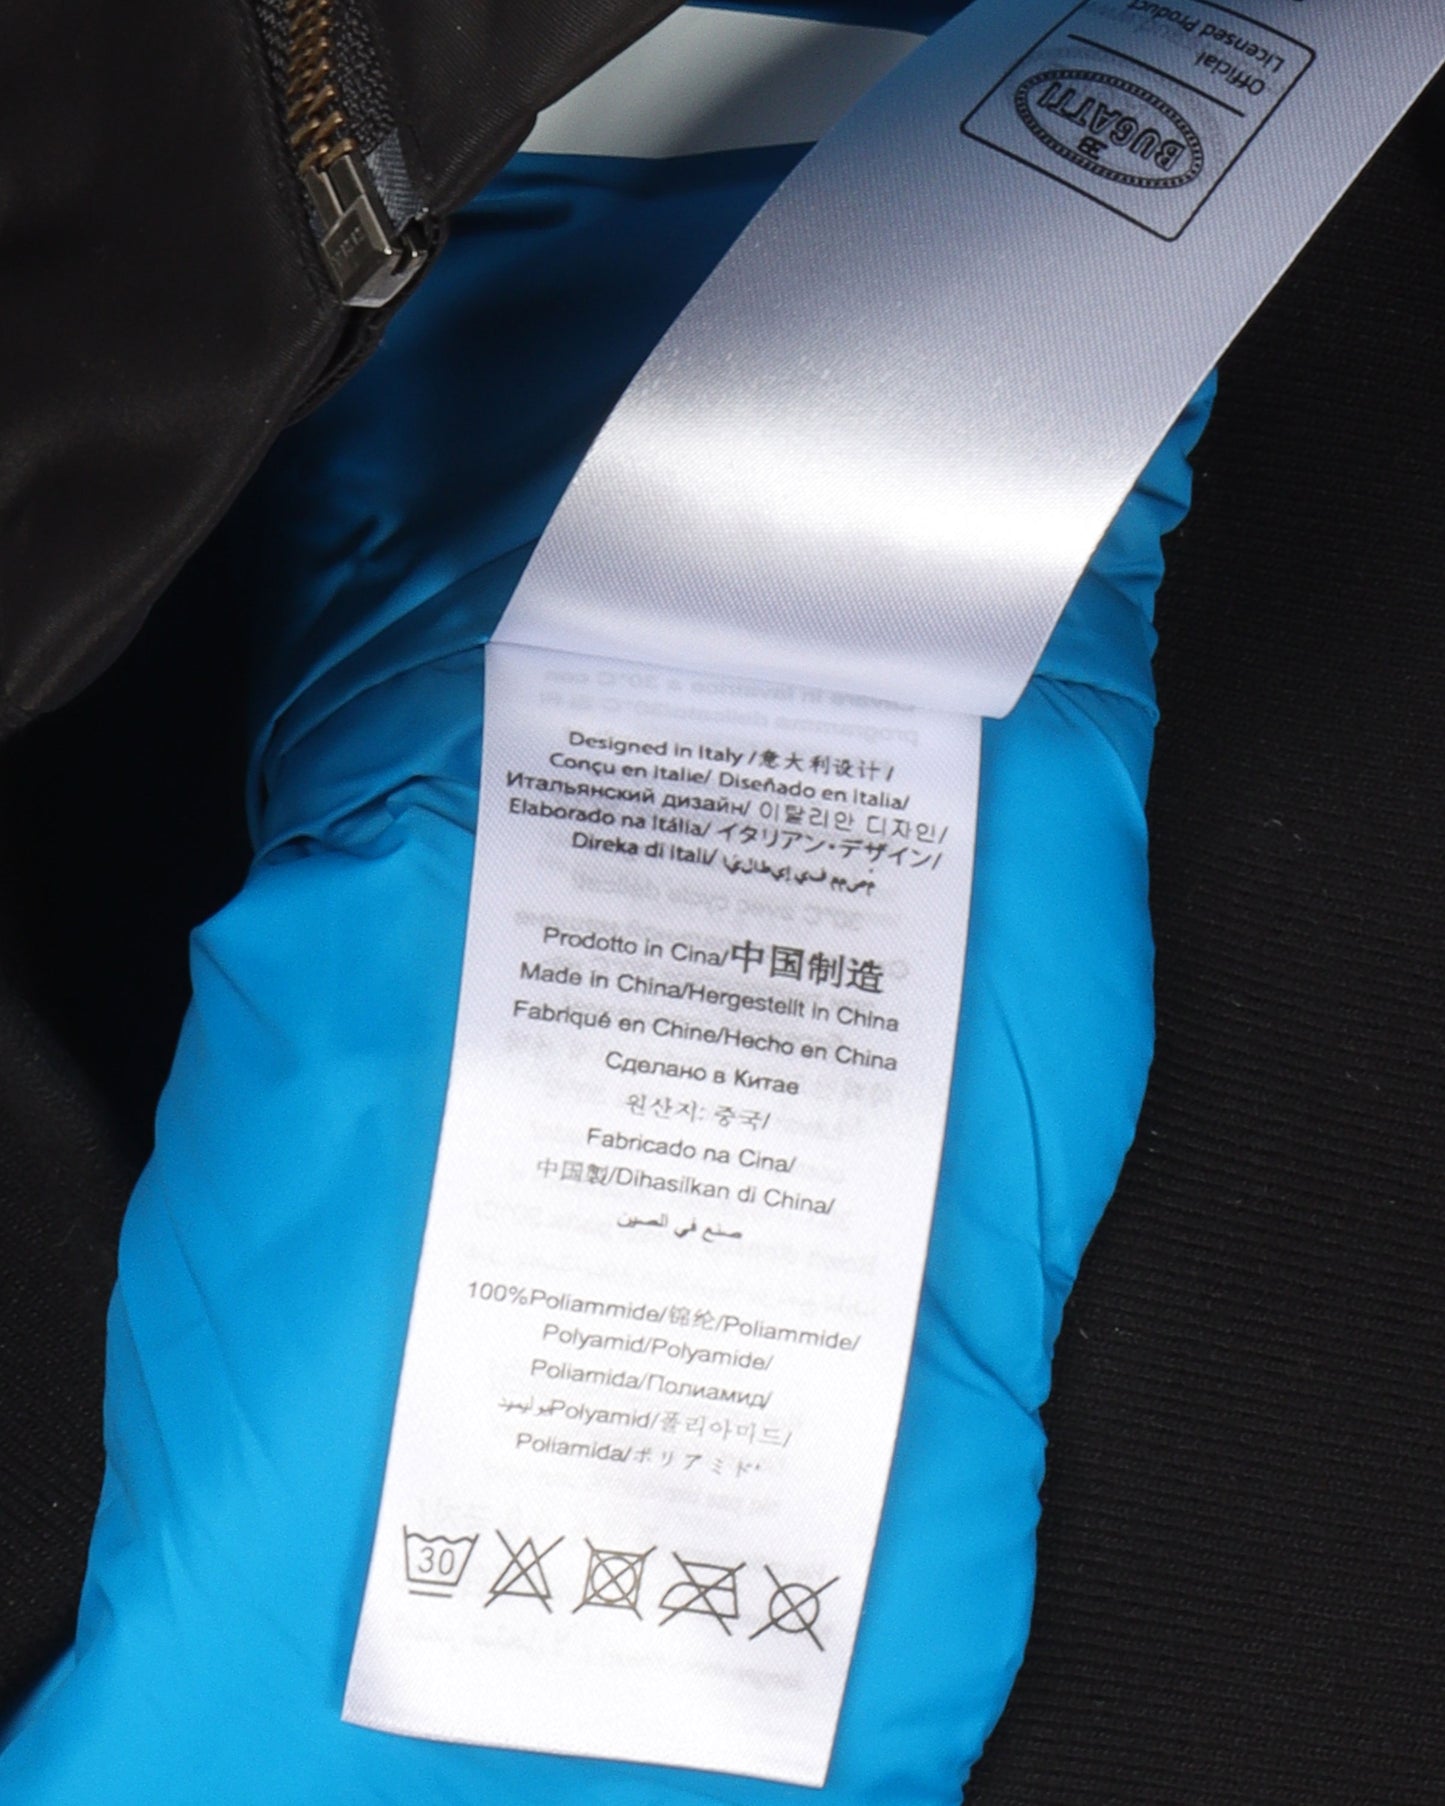 Licensed Product
Official
BUGATTI
Designed in Italy /意大利设计/
Conçu en Italie/ Diseñado en Italia/
Итальянский дизайн/ 이탈리안 디자인/
Elaborado na Itália/ イタリアン・デザイン/
Direka di Itali/
Prodotto in Cina/中国制造
Made in China/Hergestellt in China
Fabriqué en Chine/Hecho en China
Сделано в Китае
원산지: 중국/
Fabricado na Cina/
中国製/Dihasilkan di China/
صنع في الصين
100%Poliammide/锦纶/Poliammide/
Polyamid/Polyamide/
Poliamida/Полиамид/
Polyamid/폴리아미드/
Poliamida/ポリアミド
30